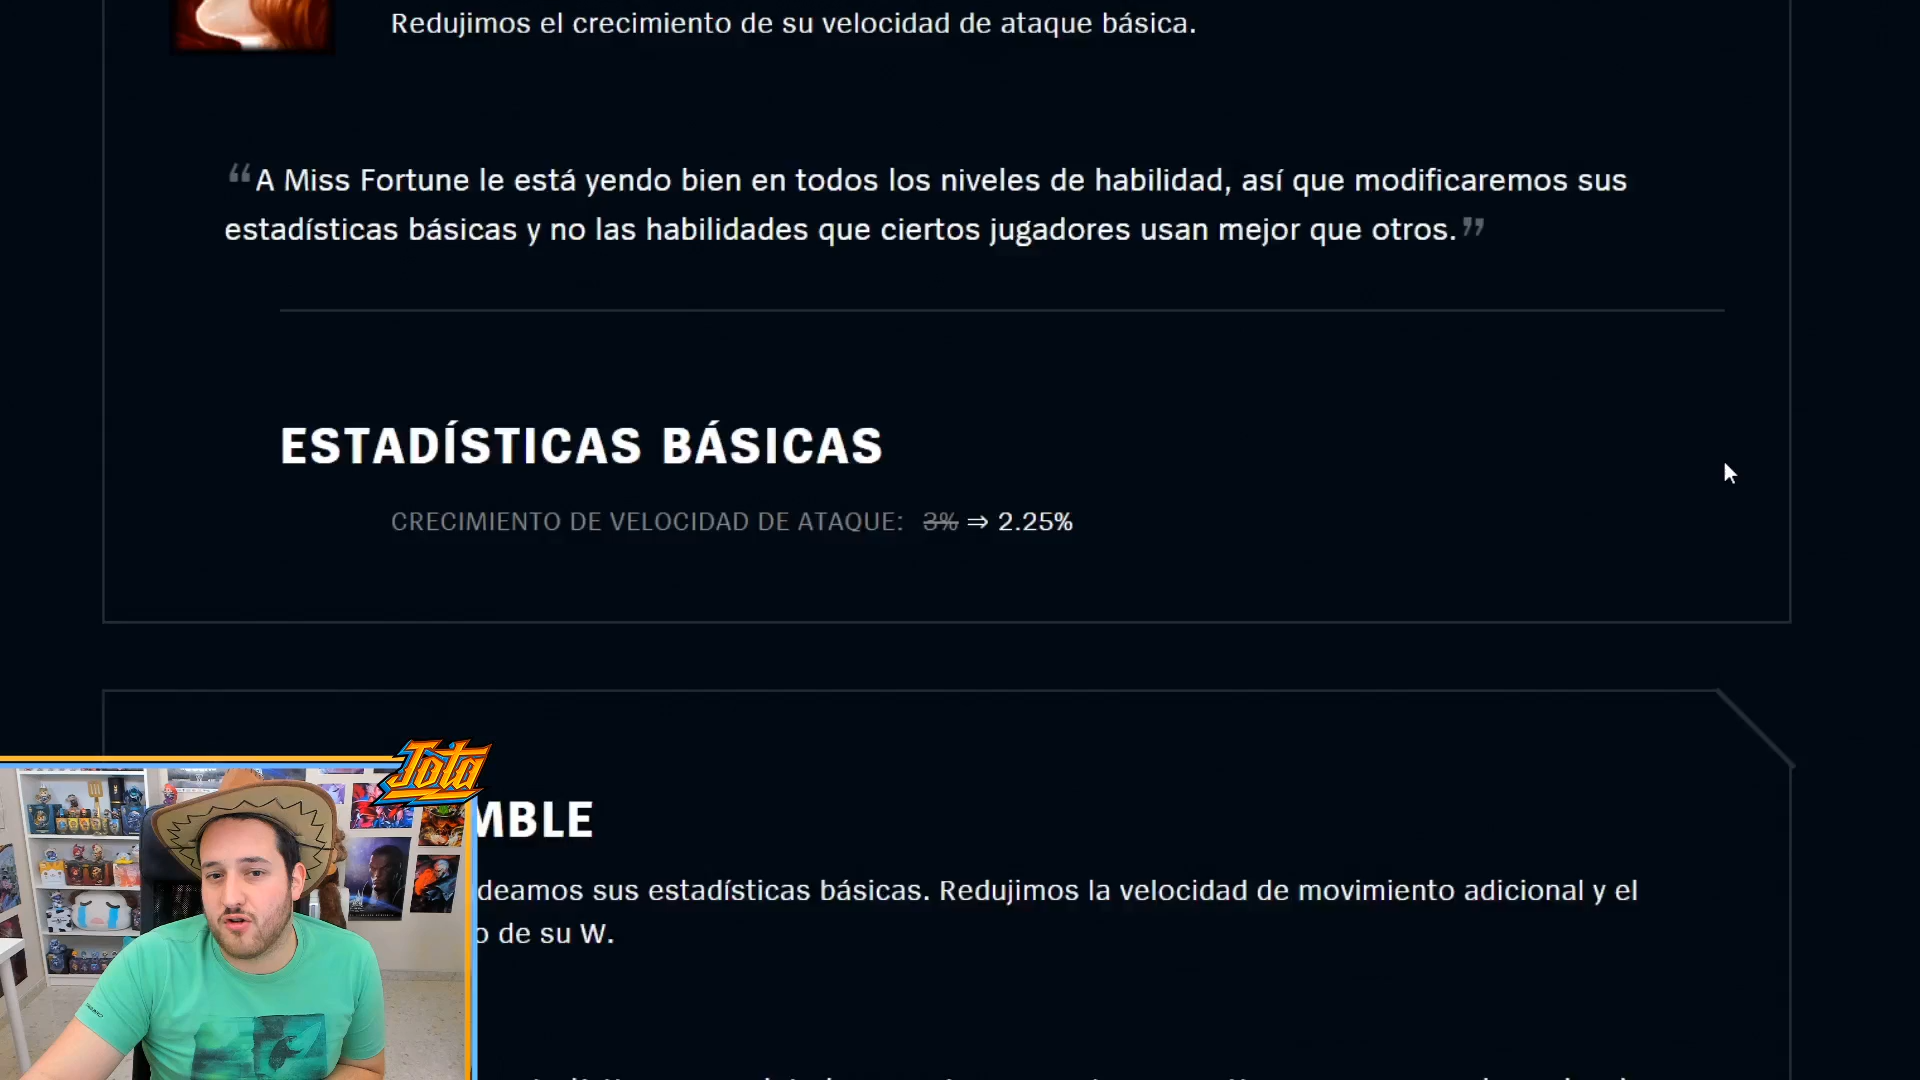 Redujimos el crecimiento de su velocidad de ataque básica.
“A Miss Fortune le está yendo bien en todos los niveles de habilidad, así que modificaremos sus
estadísticas básicas y no las habilidades que ciertos jugadores usan mejor que otros.”
ESTADÍSTICAS BÁSICAS
CRECIMIENTO DE VELOCIDAD DE ATAQUE: 3% ⇒ 2.25%
Jota
MBLE
deamos sus estadísticas básicas. Redujimos la velocidad de movimiento adicional y el
o de su W.